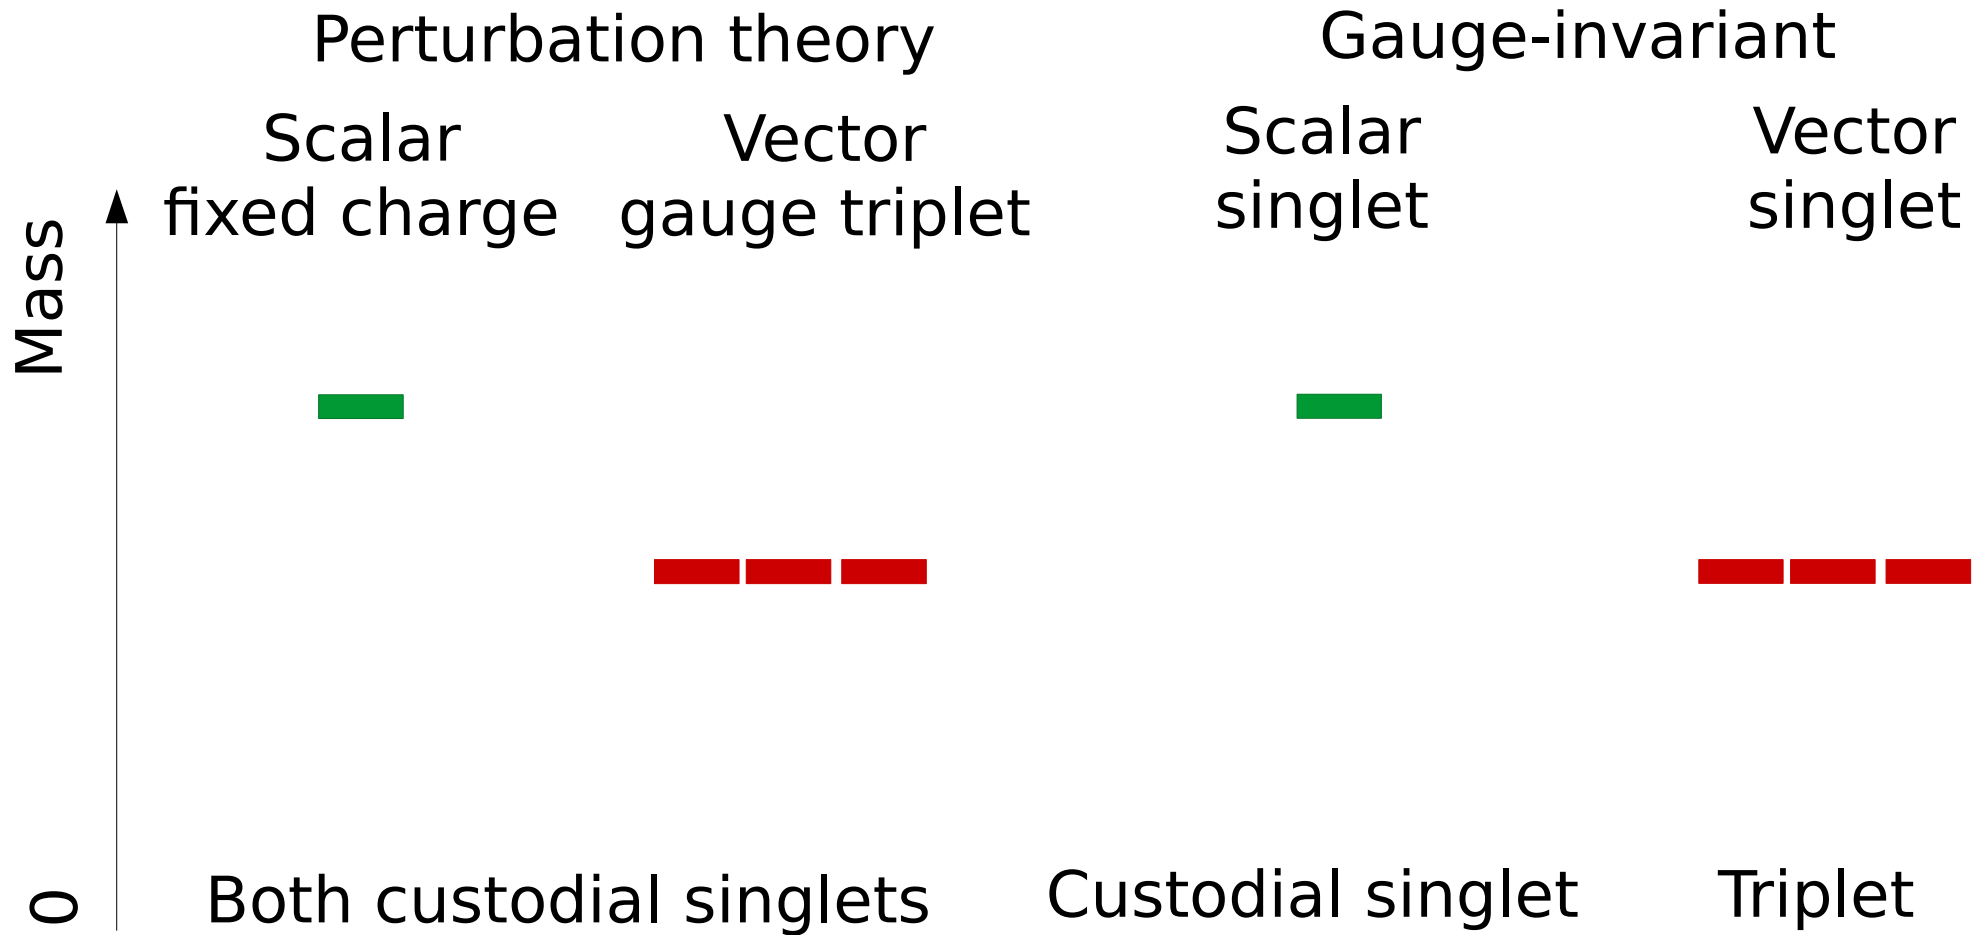 Perturbation theory
Gauge-invariant
Scalar
fixed charge
Vector
gauge triplet
Scalar
singlet
Vector
singlet
Mass
0
Both custodial singlets
Custodial singlet
Triplet